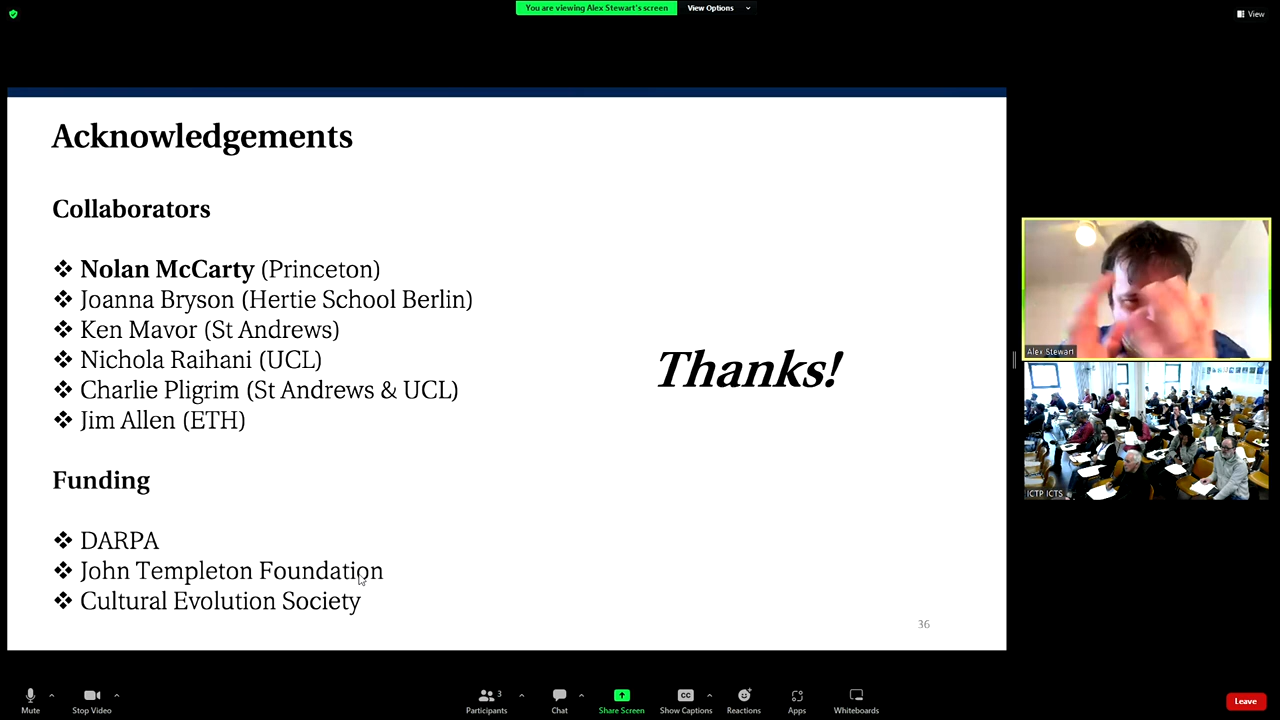 You are viewing Alex Stewart's screen
View Options
View
Acknowledgements
Collaborators
❖ Nolan McCarty (Princeton)
❖ Joanna Bryson (Hertie School Berlin)
❖ Ken Mavor (St Andrews)
❖ Nichola Raihani (UCL)
❖ Charlie Pligrim (St Andrews & UCL)
❖ Jim Allen (ETH)
Thanks!
Funding
❖ DARPA
❖ John Templeton Foundation
❖ Cultural Evolution Society
36
Alex Stewart
ICTP ICTS
Mute
Stop Video
Participants
3
Chat
Share Screen
CC
Show Captions
Reactions
Apps
Whiteboards
Leave